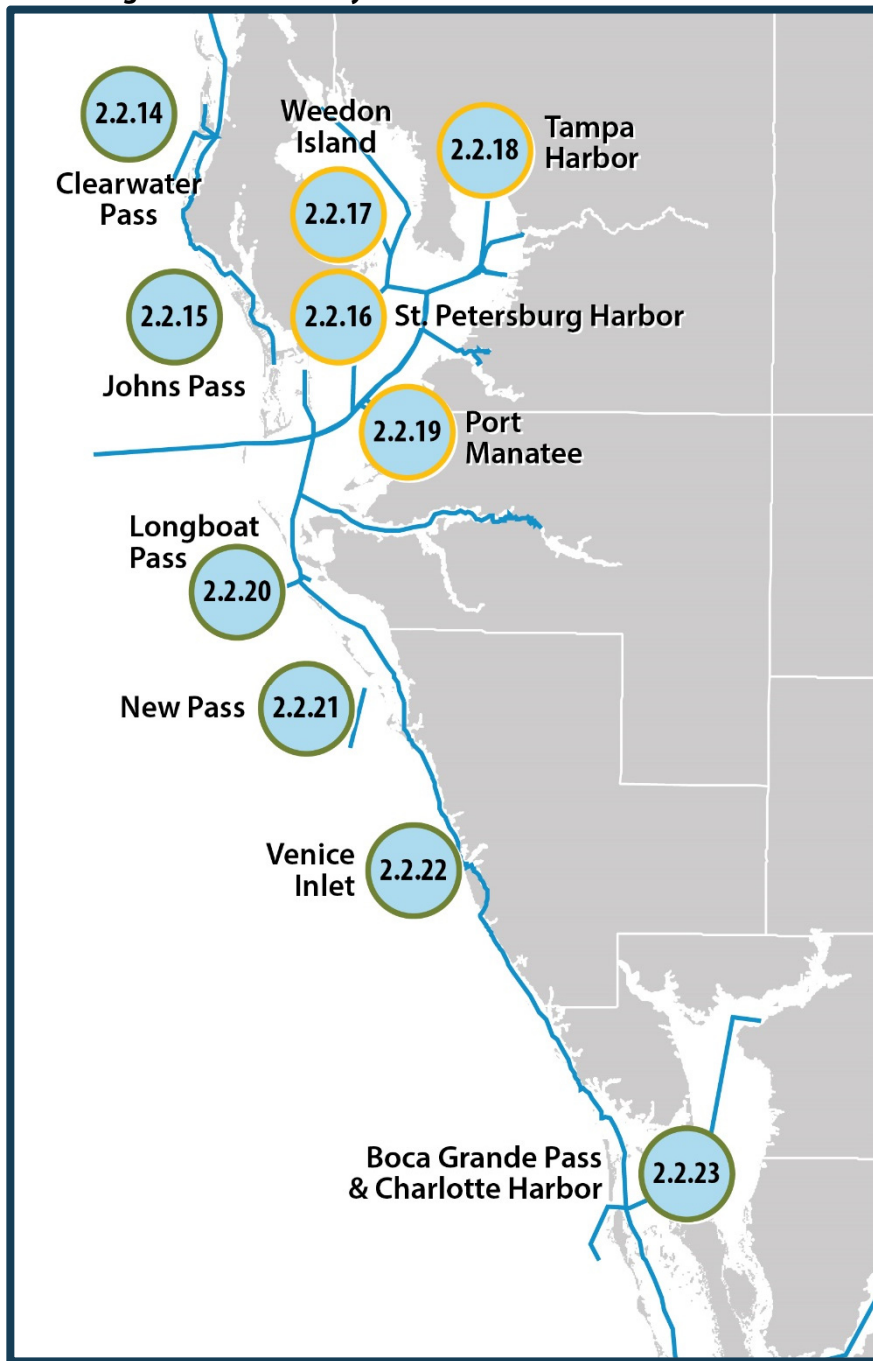 2.2.14
Clearwater
Pass
Weedon
Island
2.2.17
2.2.18
Tampa
Harbor
2.2.15
Johns Pass
2.2.16
St. Petersburg Harbor
2.2.19
Port
Manatee
Longboat
Pass
2.2.20
New Pass
2.2.21
Venice
Inlet
2.2.22
Boca Grande Pass
& Charlotte Harbor
2.2.23